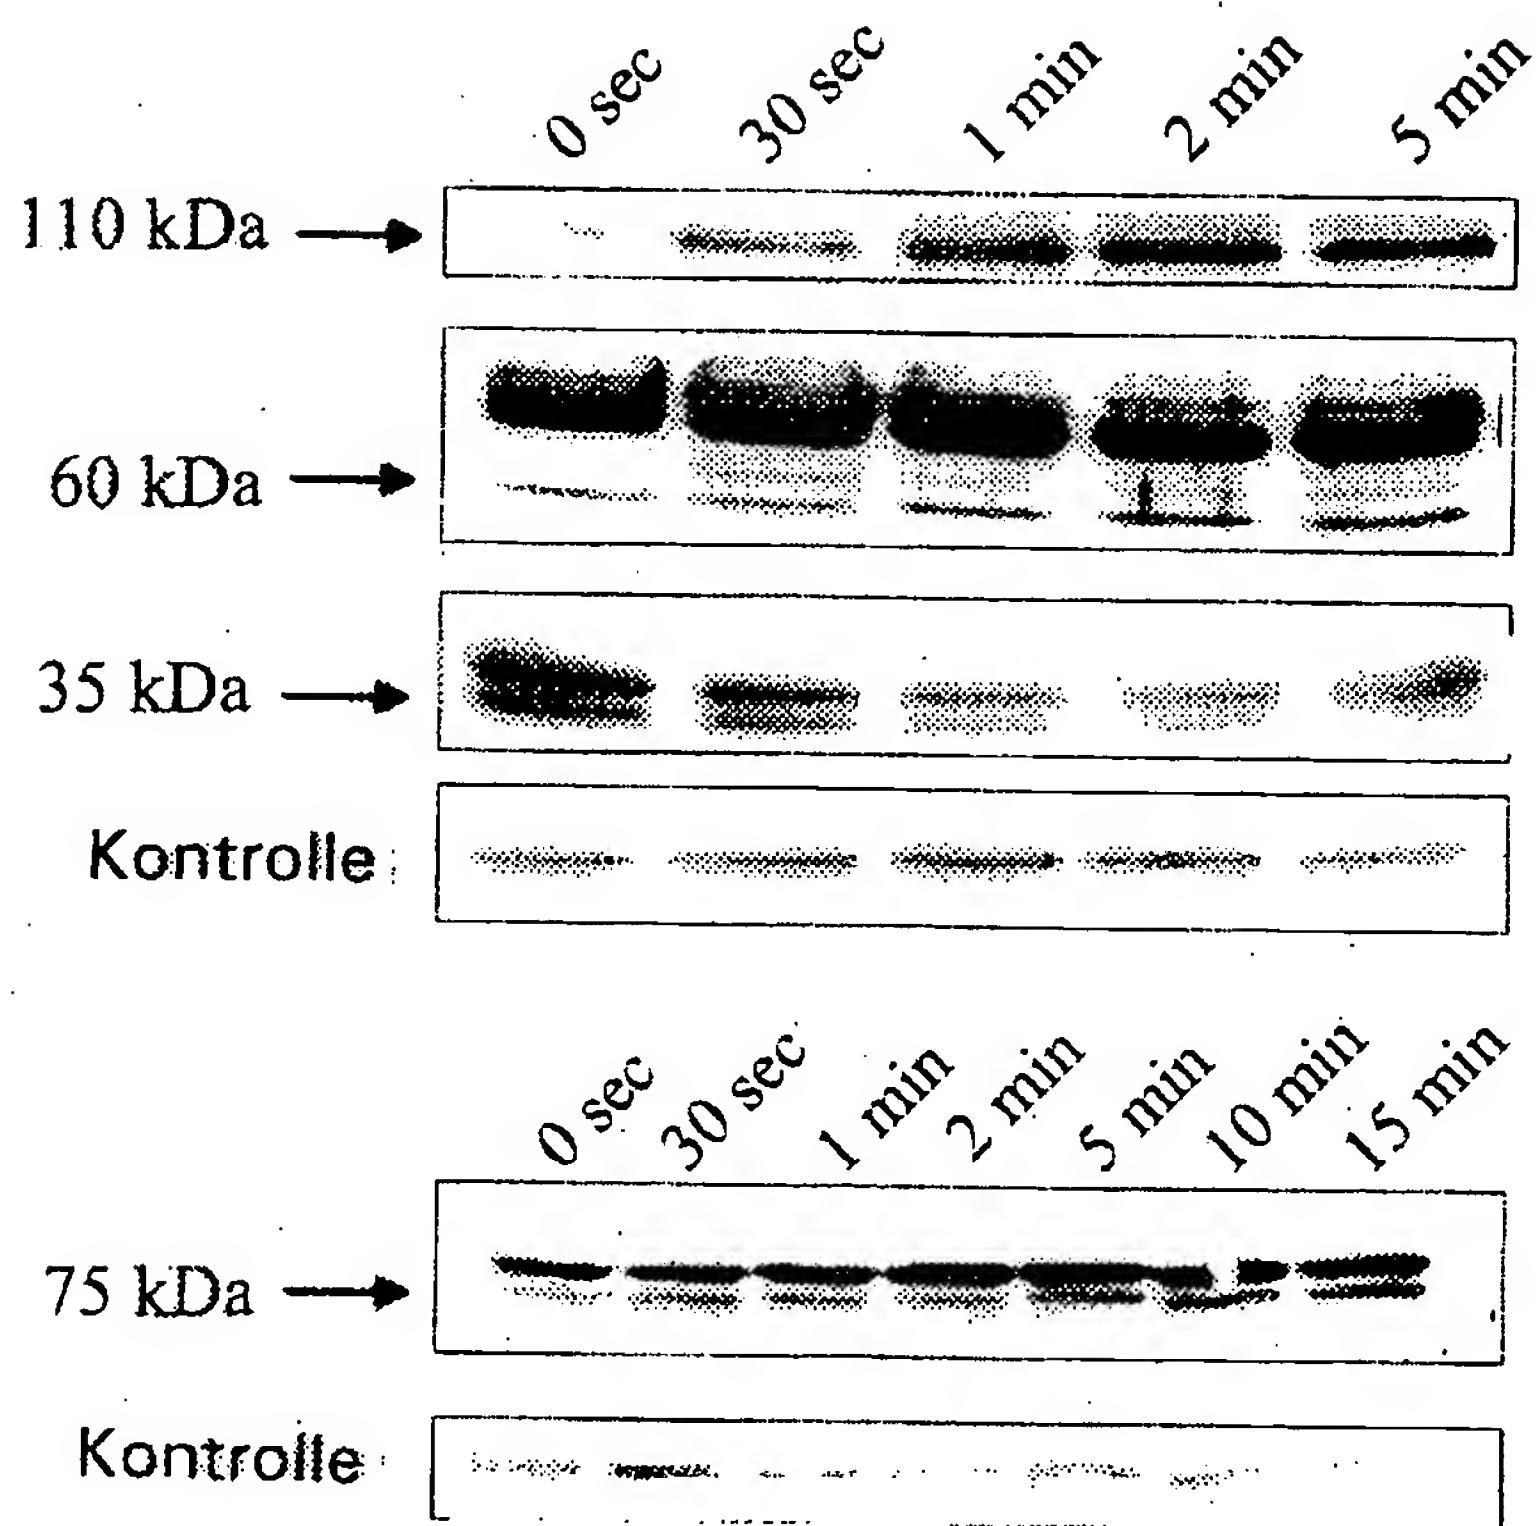 0 sec 30 sec 1 min 2 min 5 min
110 kDa
60 kDa
35 kDa
Kontrolle
0 sec 30 sec 1 min 2 min 5 min 10 min 15 min
75 kDa
Kontrolle